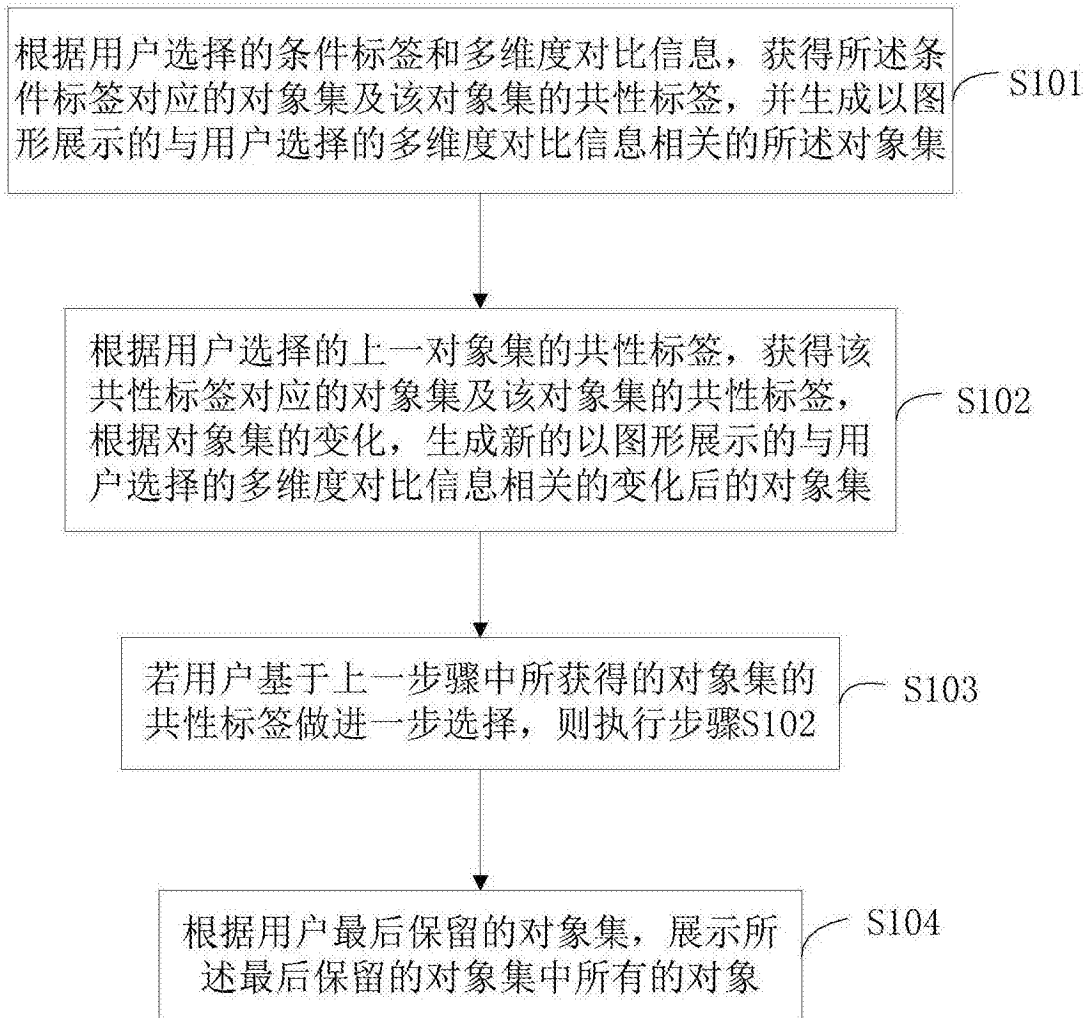 根据用户选择的条件标签和多维度对比信息，获得所述条
件标签对应的对象集及该对象集的共性标签，并生成以图
形展示的与用户选择的多维度对比信息相关的所述对象集
S101
根据用户选择的上一对象集的共性标签，获得该
共性标签对应的对象集及该对象集的共性标签，
根据对象集的变化，生成新的以图形展示的与用
户选择的多维度对比信息相关的变化后的对象集
S102
若用户基于上一步骤中所获得的对象集的
共性标签做进一步选择，则执行步骤S102
S103
根据用户最后保留的对象集，展示所
述最后保留的对象集中所有的对象
S104